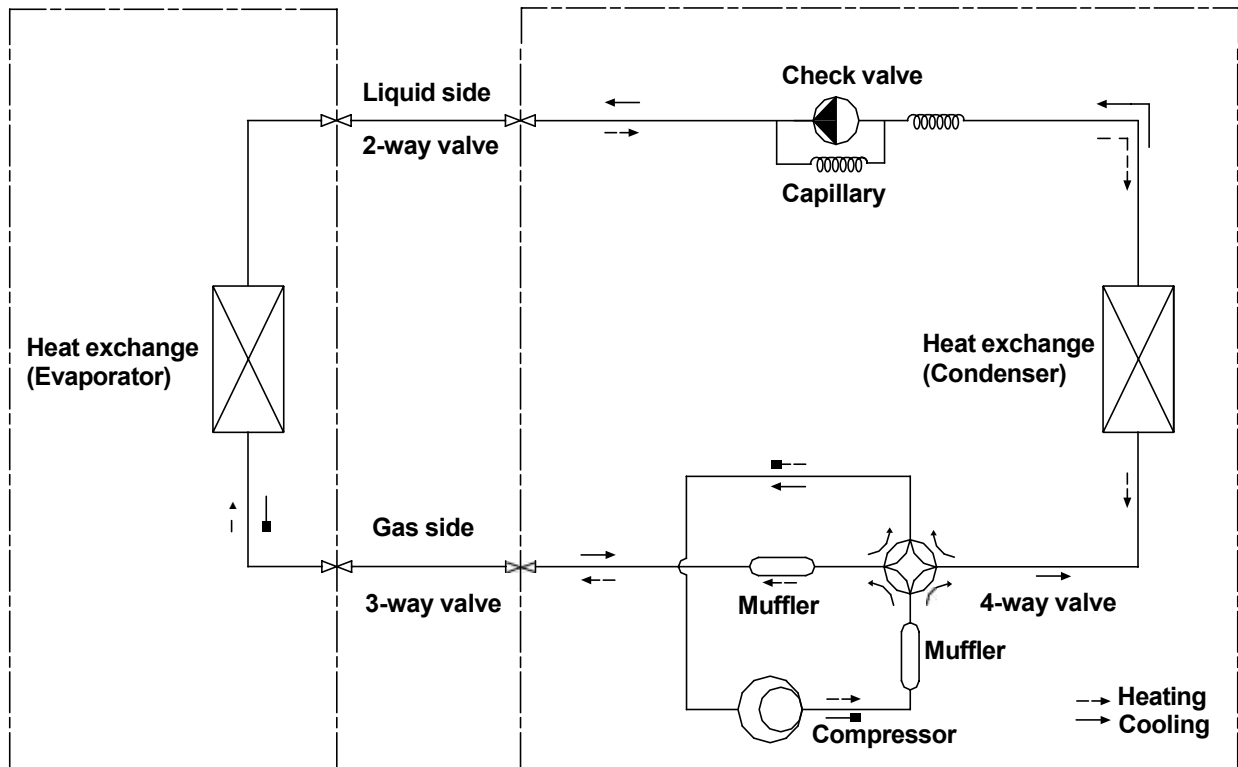 Check valve
Liquid side
2-way valve
Capillary
Heat exchange
(Evaporator)
Heat exchange
(Condenser)
Gas side
3-way valve
Muffler
4-way valve
Muffler
Compressor
Heating
Cooling